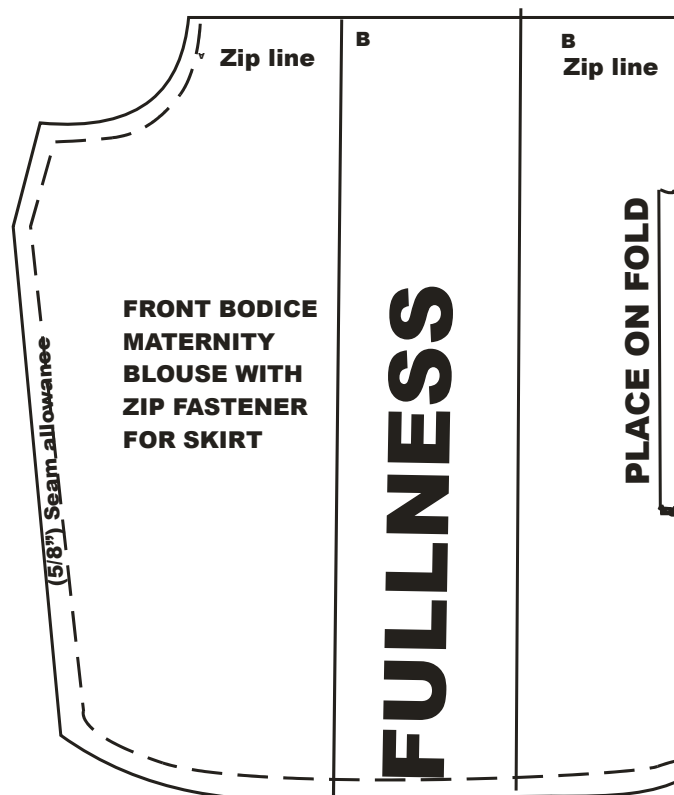 A
Zip line
B
B
Zip line
FRONT BODICE
MATERNITY
BLOUSE WITH
ZIP FASTENER
FOR SKIRT
(5/8") Seam allowance
FULLNESS
PLACE ON FOLD